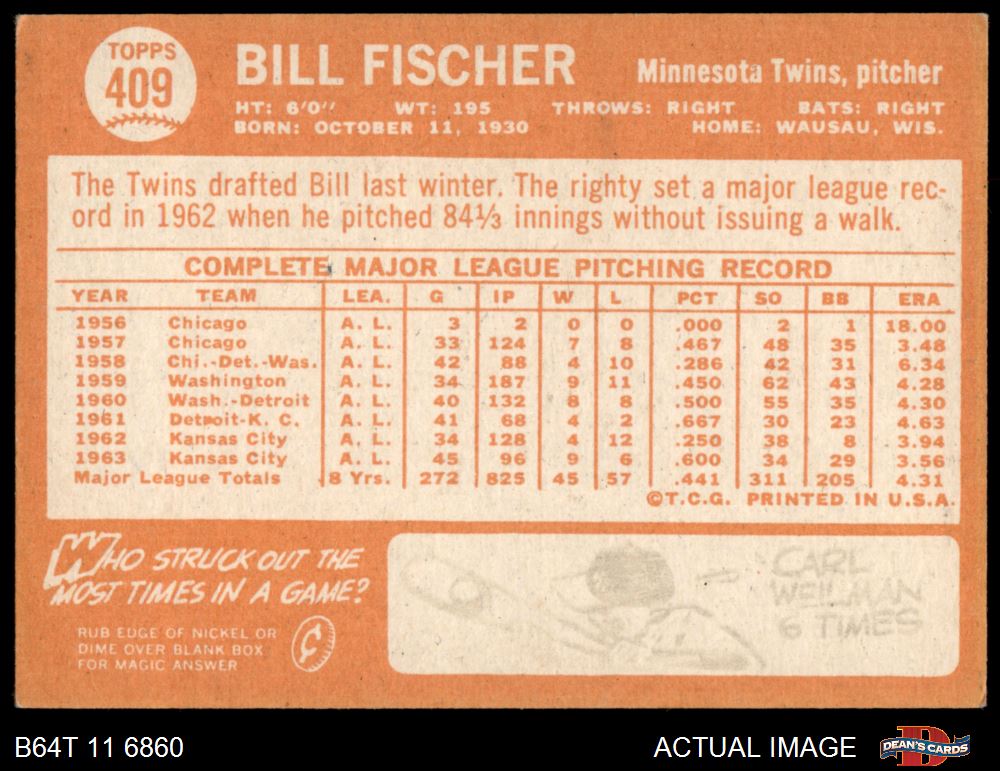 TOPPS
409
BILL FISCHER
Minnesota Twins, pitcher
HT: 6'0" WT: 195 THROWS: RIGHT BATS: RIGHT
BORN: OCTOBER 11, 1930 HOME: WAUSAU, WIS.
The Twins drafted Bill last winter. The righty set a major league rec-
ord in 1962 when he pitched 84⅓ innings without issuing a walk.
COMPLETE MAJOR LEAGUE PITCHING RECORD
YEAR TEAM LEA. G IP W L PCT SO BB ERA
1956 Chicago A. L. 3 2 0 0 .000 2 1 18.00
1957 Chicago A. L. 33 124 7 8 .467 48 35 3.48
1958 Chi.-Det.-Was. A. L. 42 88 4 10 .286 42 31 6.34
1959 Washington A. L. 34 187 9 11 .450 62 43 4.28
1960 Wash.-Detroit A. L. 40 132 8 8 .500 55 35 4.30
1961 Detroit-K. C. A. L. 41 68 4 2 .667 30 23 4.63
1962 Kansas City A. L. 34 128 4 12 .250 38 8 3.94
1963 Kansas City A. L. 45 96 9 6 .600 34 29 3.56
Major League Totals 8 Yrs. 272 825 45 57 .441 311 205 4.31
©T.C.G. PRINTED IN U.S.A.
WHO STRUCK OUT THE
MOST TIMES IN A GAME?
RUB EDGE OF NICKEL OR
DIME OVER BLANK BOX
FOR MAGIC ANSWER
CARL
WEILMAN
6 TIMES
B64T 11 6860 ACTUAL IMAGE DEAN'S CARDS